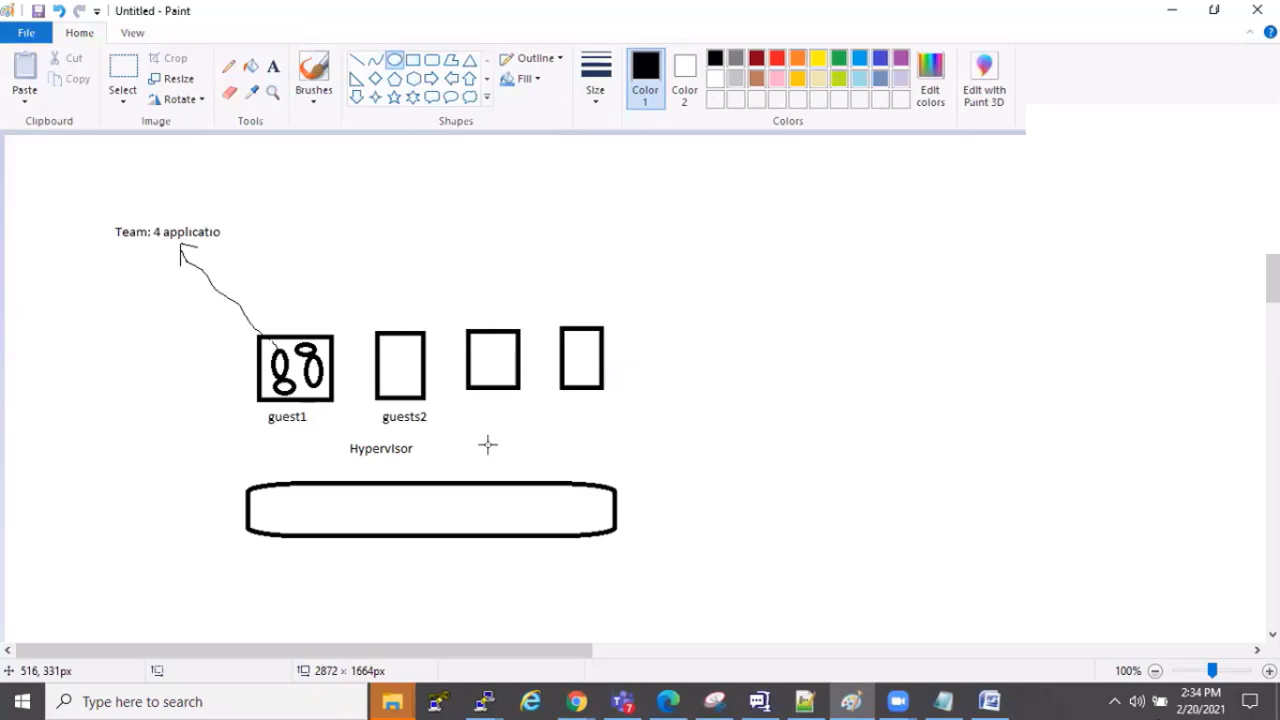 Untitled - Paint
File
Home
View
Paste
Cut
Copy
Clipboard
Select
Crop
Resize
Rotate
Image
A
Tools
Brushes
Outline
Fill
Shapes
Size
Color 1
Color 2
Edit colors
Colors
Edit with Paint 3D
Team: 4 applicatio
guest1
guests2
Hypervisor
516, 331px
2872 × 1664px
100%
Type here to search
2:34 PM
2/20/2021